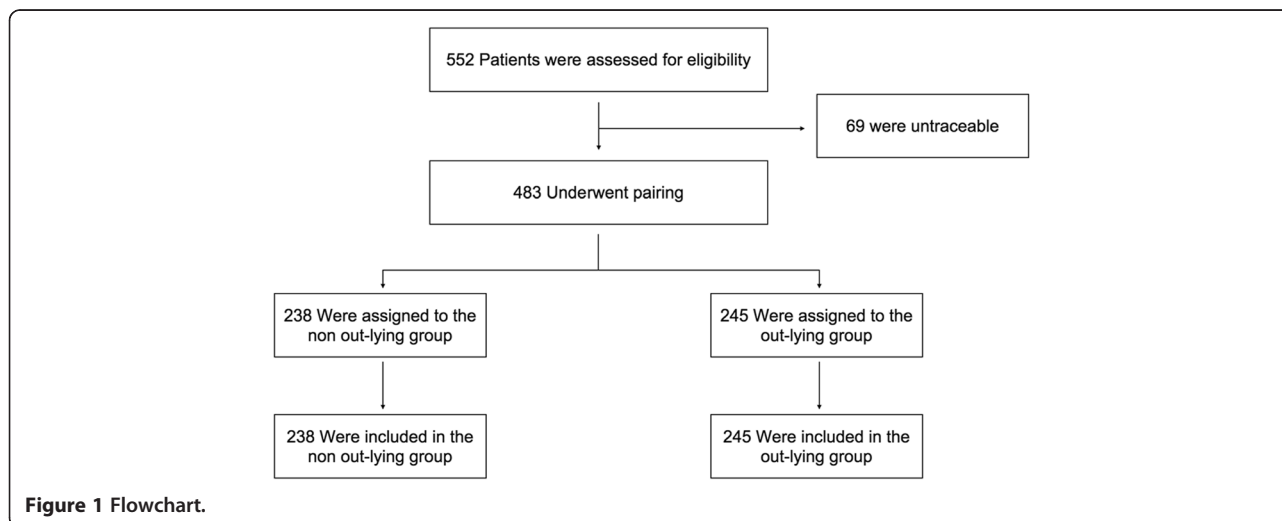 552 Patients were assessed for eligibility
69 were untraceable
483 Underwent pairing
238 Were assigned to the
non out-lying group
245 Were assigned to the
out-lying group
238 Were included in the
non out-lying group
245 Were included in the
out-lying group
Figure 1 Flowchart.